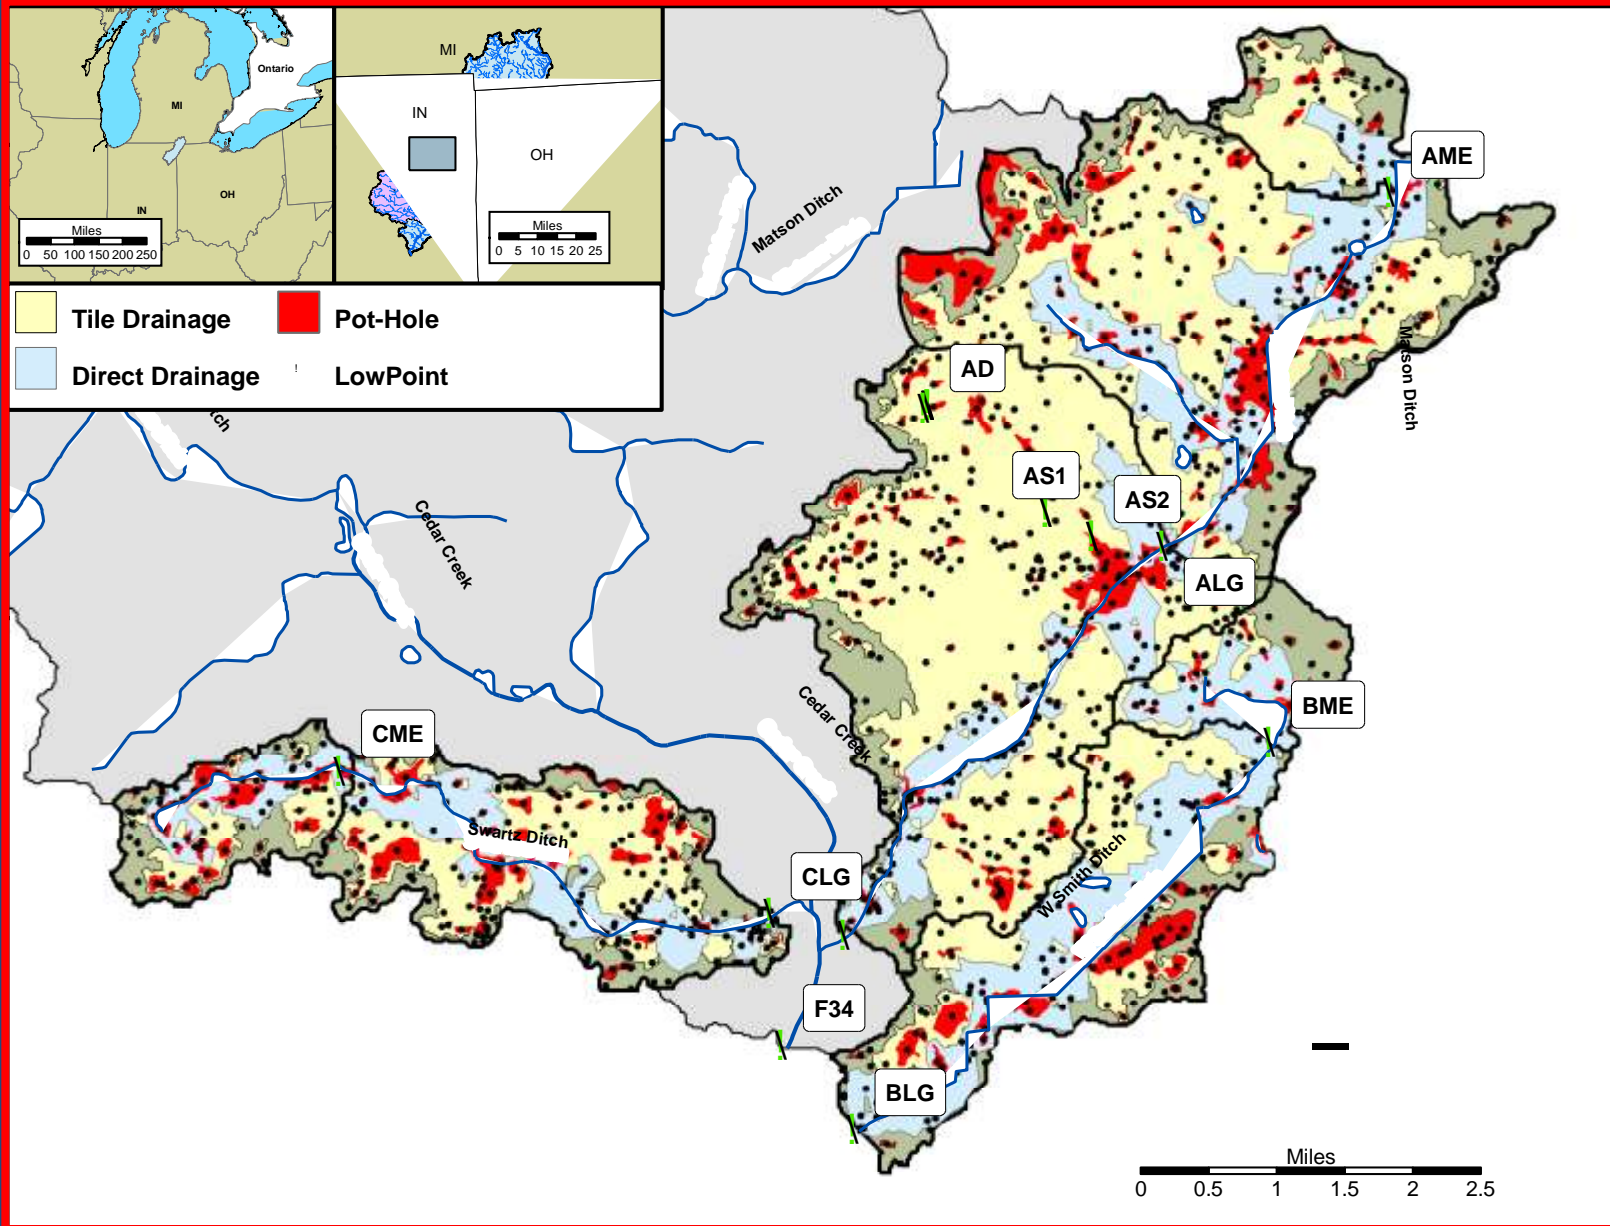 MI
Ontario
MI
OH
IN
Miles
0 50 100 150 200 250
MI
IN
OH
Miles
0 5 10 15 20 25
Tile Drainage
Pot-Hole
Direct Drainage
! LowPoint
Matson Ditch
AME
Matson Ditch
AD
AS1
AS2
ALG
Cedar Creek
BME
Cedar Creek
CME
Swartz Ditch
CLG
W Smith Ditch
F34
BLG
Miles
0 0.5 1 1.5 2 2.5